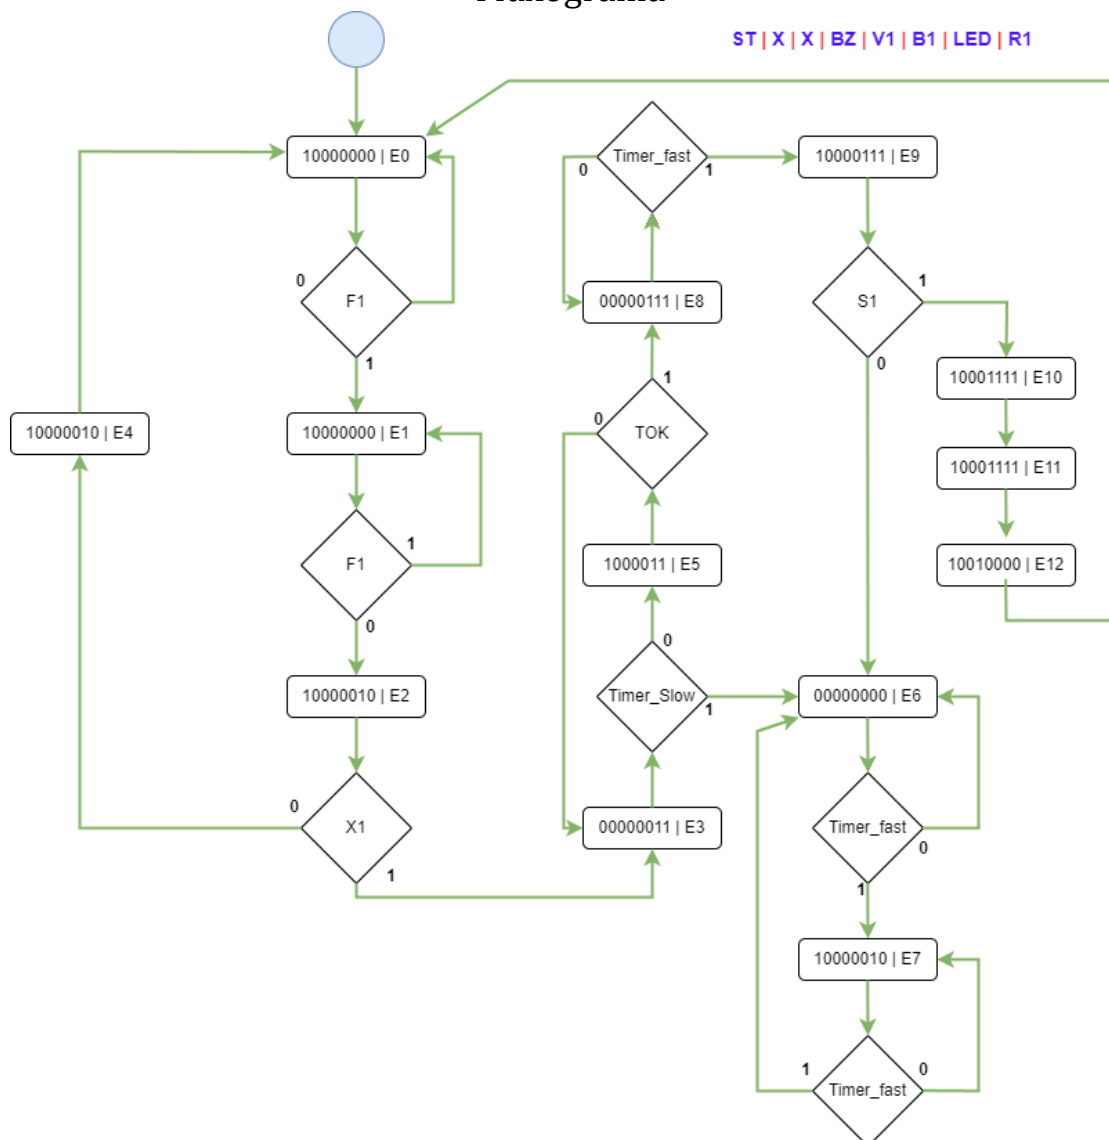 ST | X | X | BZ | V1 | B1 | LED | R1
10000000 | E0
0
F1
1
10000010 | E4
10000000 | E1
F1
1
0
10000010 | E2
0
X1
1
Timer_fast
0
1
00000111 | E8
1
0
TOK
1000011 | E5
0
Timer_Slow
1
00000011 | E3
10000111 | E9
S1
1
0
10001111 | E10
10001111 | E11
10010000 | E12
00000000 | E6
Timer_fast
0
1
10000010 | E7
1
0
Timer_fast